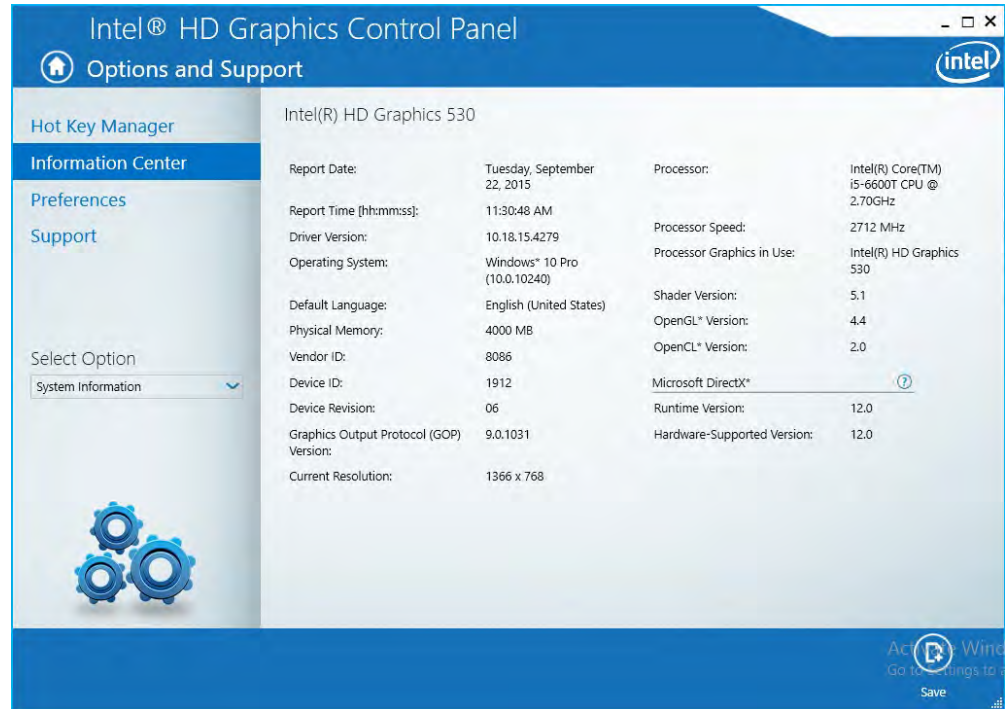 Intel® HD Graphics Control Panel
Options and Support
intel
Hot Key Manager
Information Center
Preferences
Support
Select Option
System Information
Intel(R) HD Graphics 530
Report Date: Tuesday, September
22, 2015
Report Time [hh:mm:ss]: 11:30:48 AM
Driver Version: 10.18.15.4279
Operating System: Windows* 10 Pro
(10.0.10240)
Default Language: English (United States)
Physical Memory: 4000 MB
Vendor ID: 8086
Device ID: 1912
Device Revision: 06
Graphics Output Protocol (GOP) 9.0.1031
Version:
Current Resolution: 1366 x 768
Processor: Intel(R) Core(TM)
i5-6600T CPU @
2.70GHz
Processor Speed: 2712 MHz
Processor Graphics in Use: Intel(R) HD Graphics
530
Shader Version: 5.1
OpenGL* Version: 4.4
OpenCL* Version: 2.0
Microsoft DirectX* ?
Runtime Version: 12.0
Hardware-Supported Version: 12.0
Go to
Save